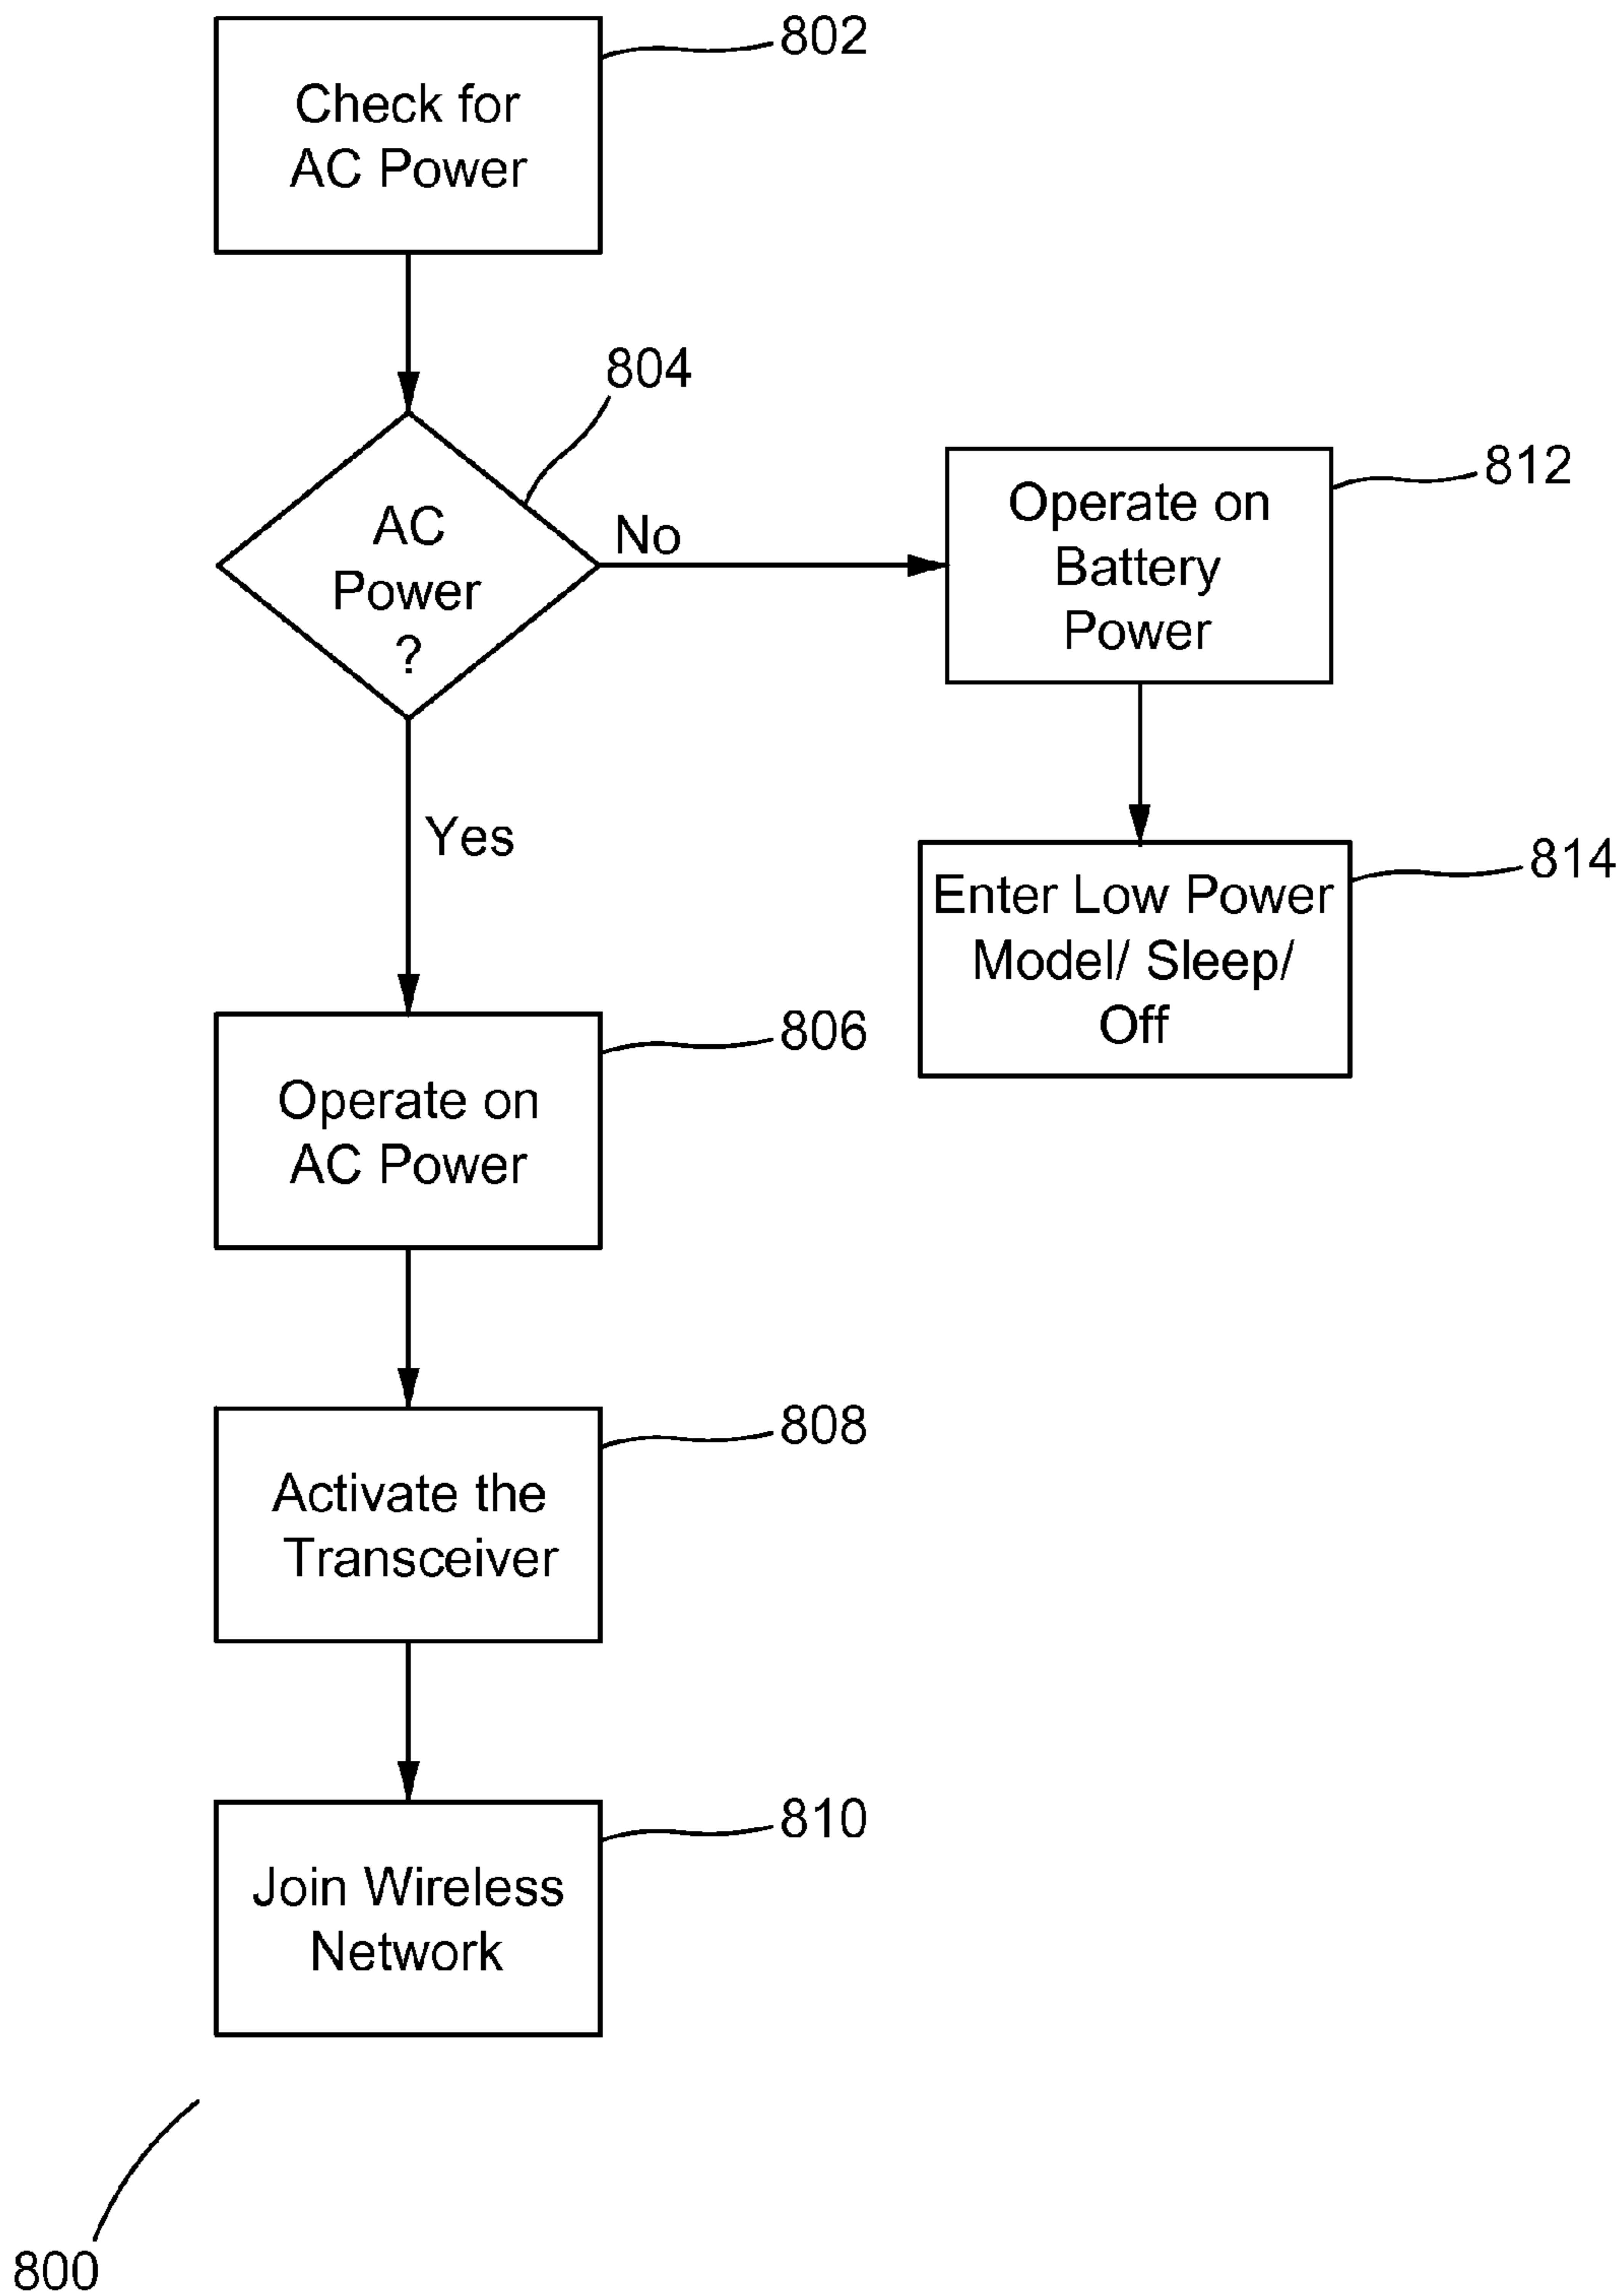 802
Check for
AC Power
804
AC
Power
?
No
812
Operate on
Battery
Power
Yes
814
Enter Low Power
Model/ Sleep/
Off
806
Operate on
AC Power
808
Activate the
Transceiver
810
Join Wireless
Network
800